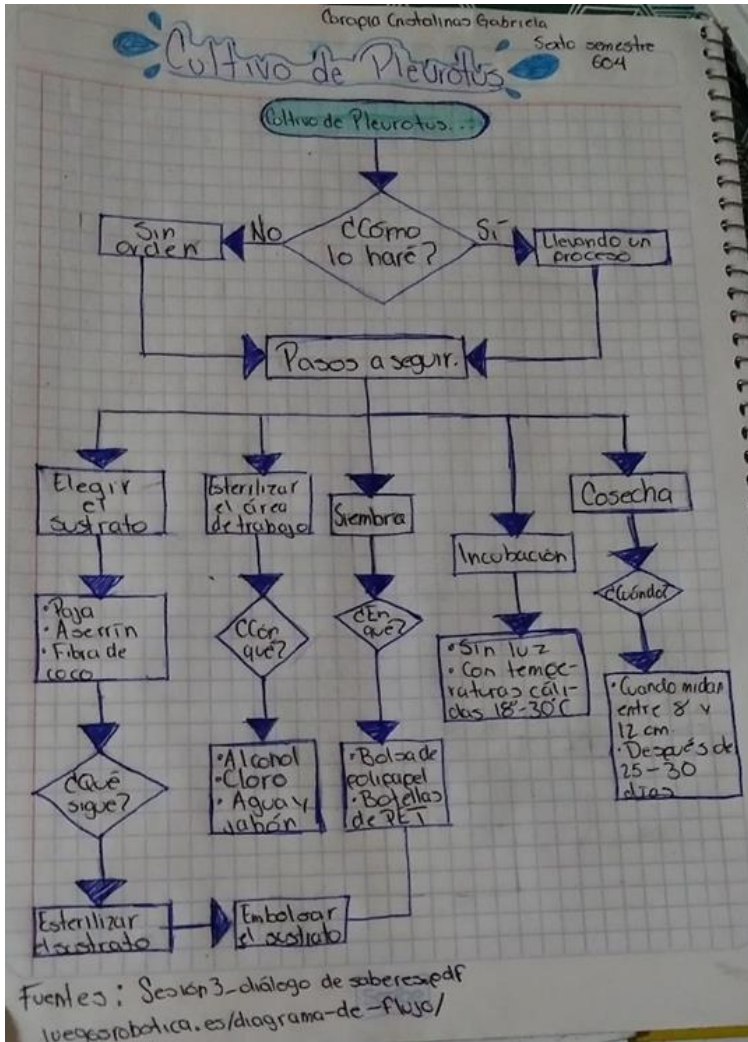 Carapia Cristalinas Gabriela
Sexto semestre
604
Cultivo de Pleurotus
Cultivo de Pleurotus...
¿Cómo
lo haré?
No
Sí
Sin
orden
Llevando un
proceso
Pasos a seguir.
Elegir
el
sustrato
Esterilizar
el área
de trabajo
Siembra
Incubación
Cosecha
• Paja
• Aserrín
• Fibra de
coco
¿Con
qué?
¿En
qué?
• Sin luz
• Con tempe-
raturas cáli-
das 18°-30°C
¿Cuándo?
¿Qué
sigue?
• Alcohol
• Cloro
• Agua y
jabón
• Bolsa de
polipapel
• Botellas
de PET
• Cuando midan
entre 8 y
12 cm.
• Después de
25-30
días
Esterilizar
el sustrato
Embolsar
el sustrato
Fuentes: Sesión3_diálogo de saberes.pdf
juegosrobotica.es/diagrama-de-flujo/